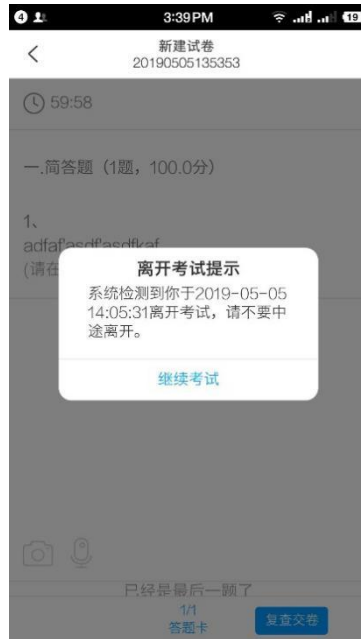 4
3:39 PM
19
新建试卷
20190505135353
59:58
一.简答题（1题，100.0分）
1、
adfaf'asdf'asdfkaf
(请在
离开考试提示
系统检测到你于2019-05-05
14:05:31离开考试，请不要中
途离开。
继续考试
已经是最后一题了
1/1
答题卡
复查交卷